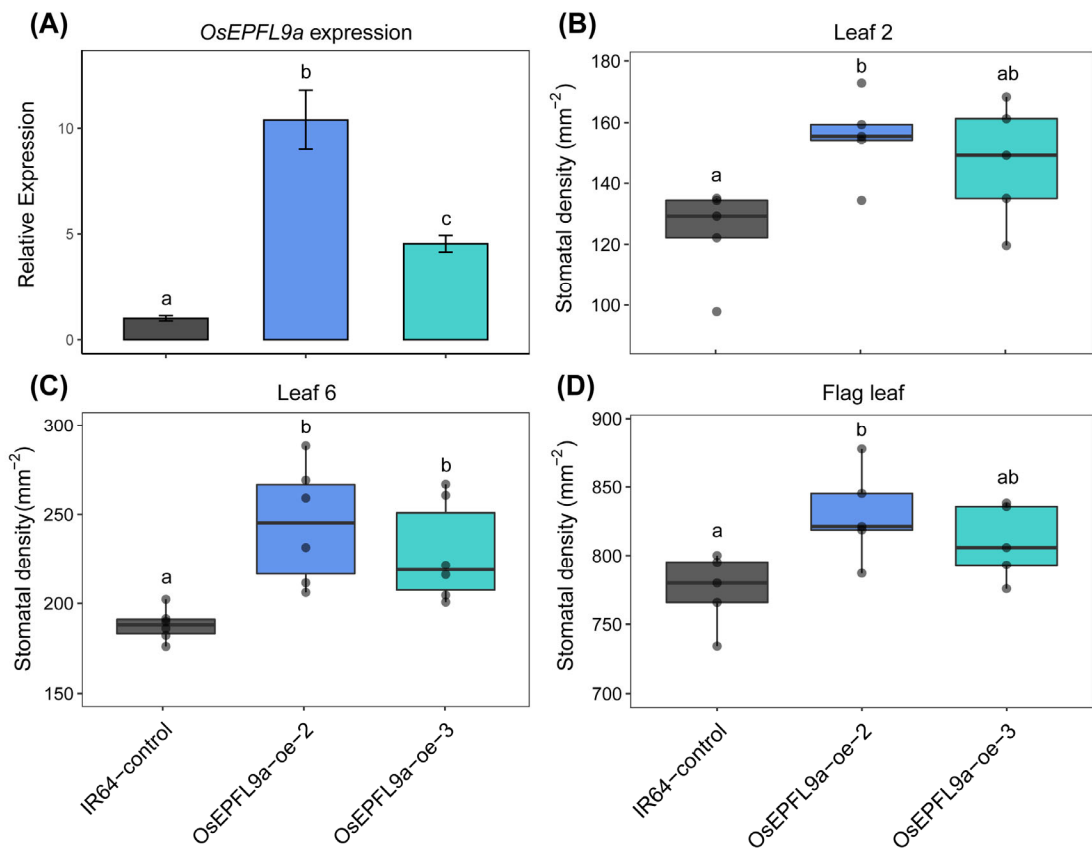 (A)
OsEPFL9a expression
Relative Expression
10
5
0
a
b
c
(B)
Leaf 2
Stomatal density (mm−2)
180
160
140
120
100
a
b
ab
(C)
Leaf 6
Stomatal density (mm−2)
300
250
200
150
a
b
b
IR64−control
OsEPFL9a−oe−2
OsEPFL9a−oe−3
(D)
Flag leaf
Stomatal density (mm−2)
900
850
800
750
700
a
b
ab
IR64−control
OsEPFL9a−oe−2
OsEPFL9a−oe−3